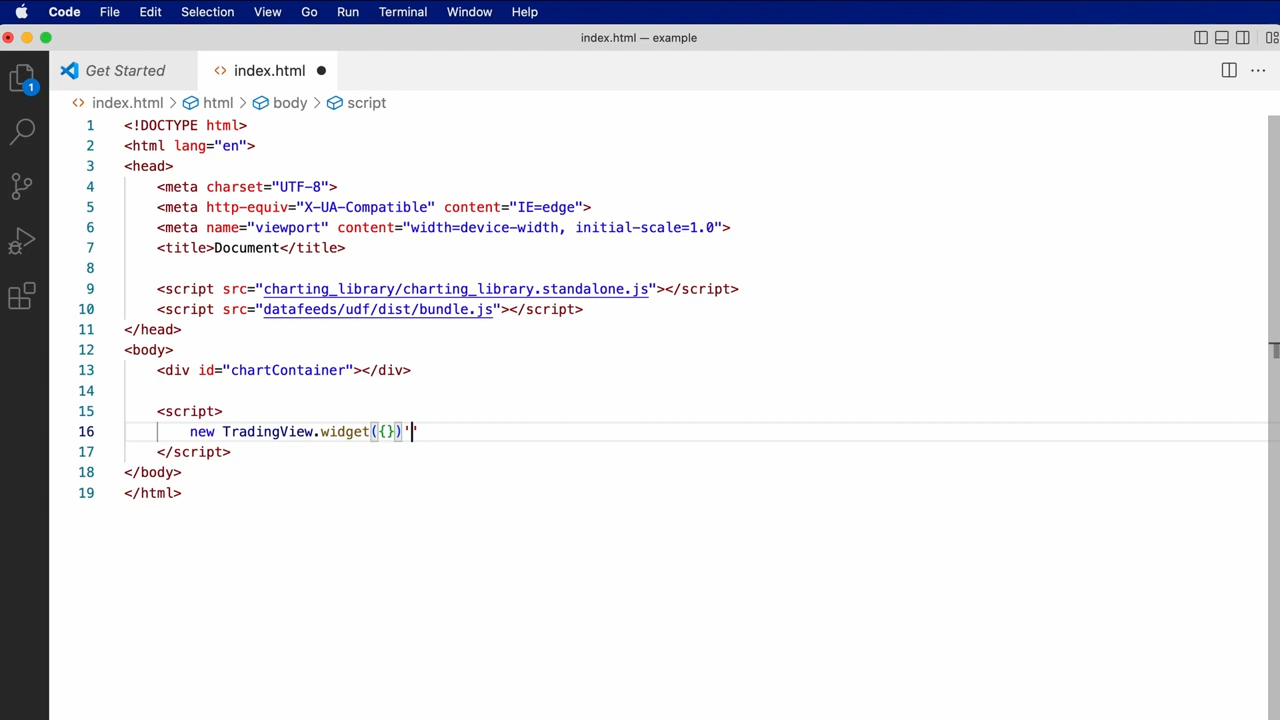 Code File Edit Selection View Go Run Terminal Window Help
index.html — example
Get Started index.html
index.html > html > body > script
1
1 <!DOCTYPE html>
2 <html lang="en">
3 <head>
4 <meta charset="UTF-8">
5 <meta http-equiv="X-UA-Compatible" content="IE=edge">
6 <meta name="viewport" content="width=device-width, initial-scale=1.0">
7 <title>Document</title>
8
9 <script src="charting_library/charting_library.standalone.js"></script>
10 <script src="datafeeds/udf/dist/bundle.js"></script>
11 </head>
12 <body>
13 <div id="chartContainer"></div>
14
15 <script>
16 new TradingView.widget({})''
17 </script>
18 </body>
19 </html>